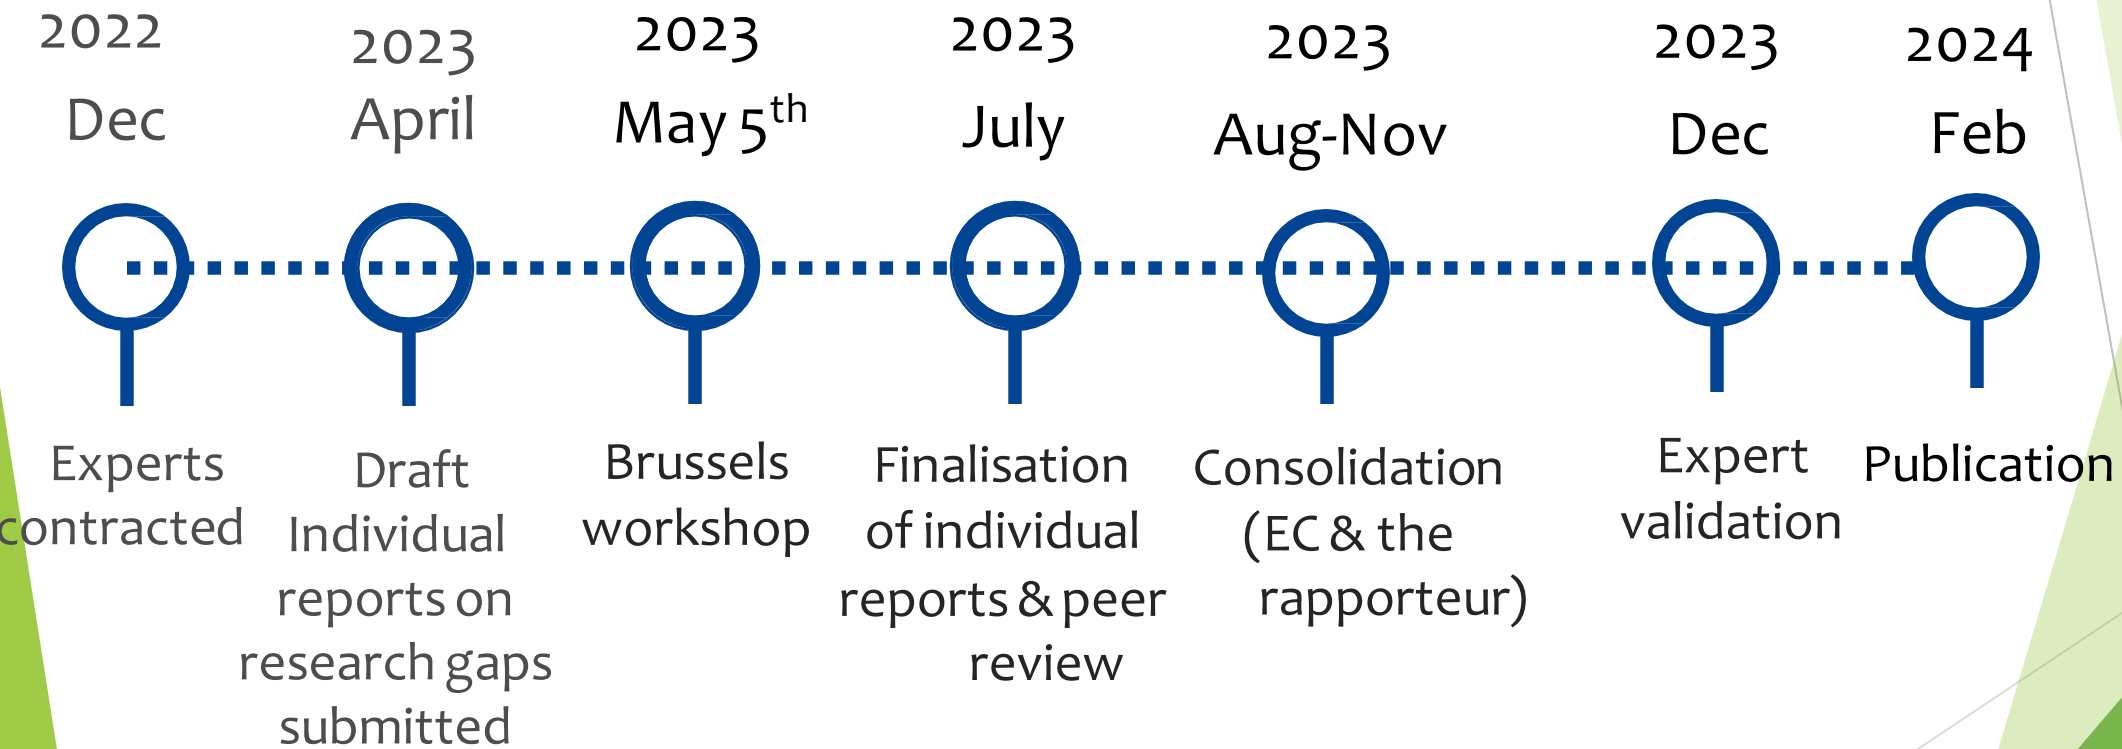 2022
Dec
Experts
contracted
2023
April
Draft
Individual
reports on
research gaps
submitted
2023
May 5th
Brussels
workshop
2023
July
Finalisation
of individual
reports & peer
review
2023
Aug-Nov
Consolidation
(EC & the
rapporteur)
2023
Dec
Expert
validation
2024
Feb
Publication